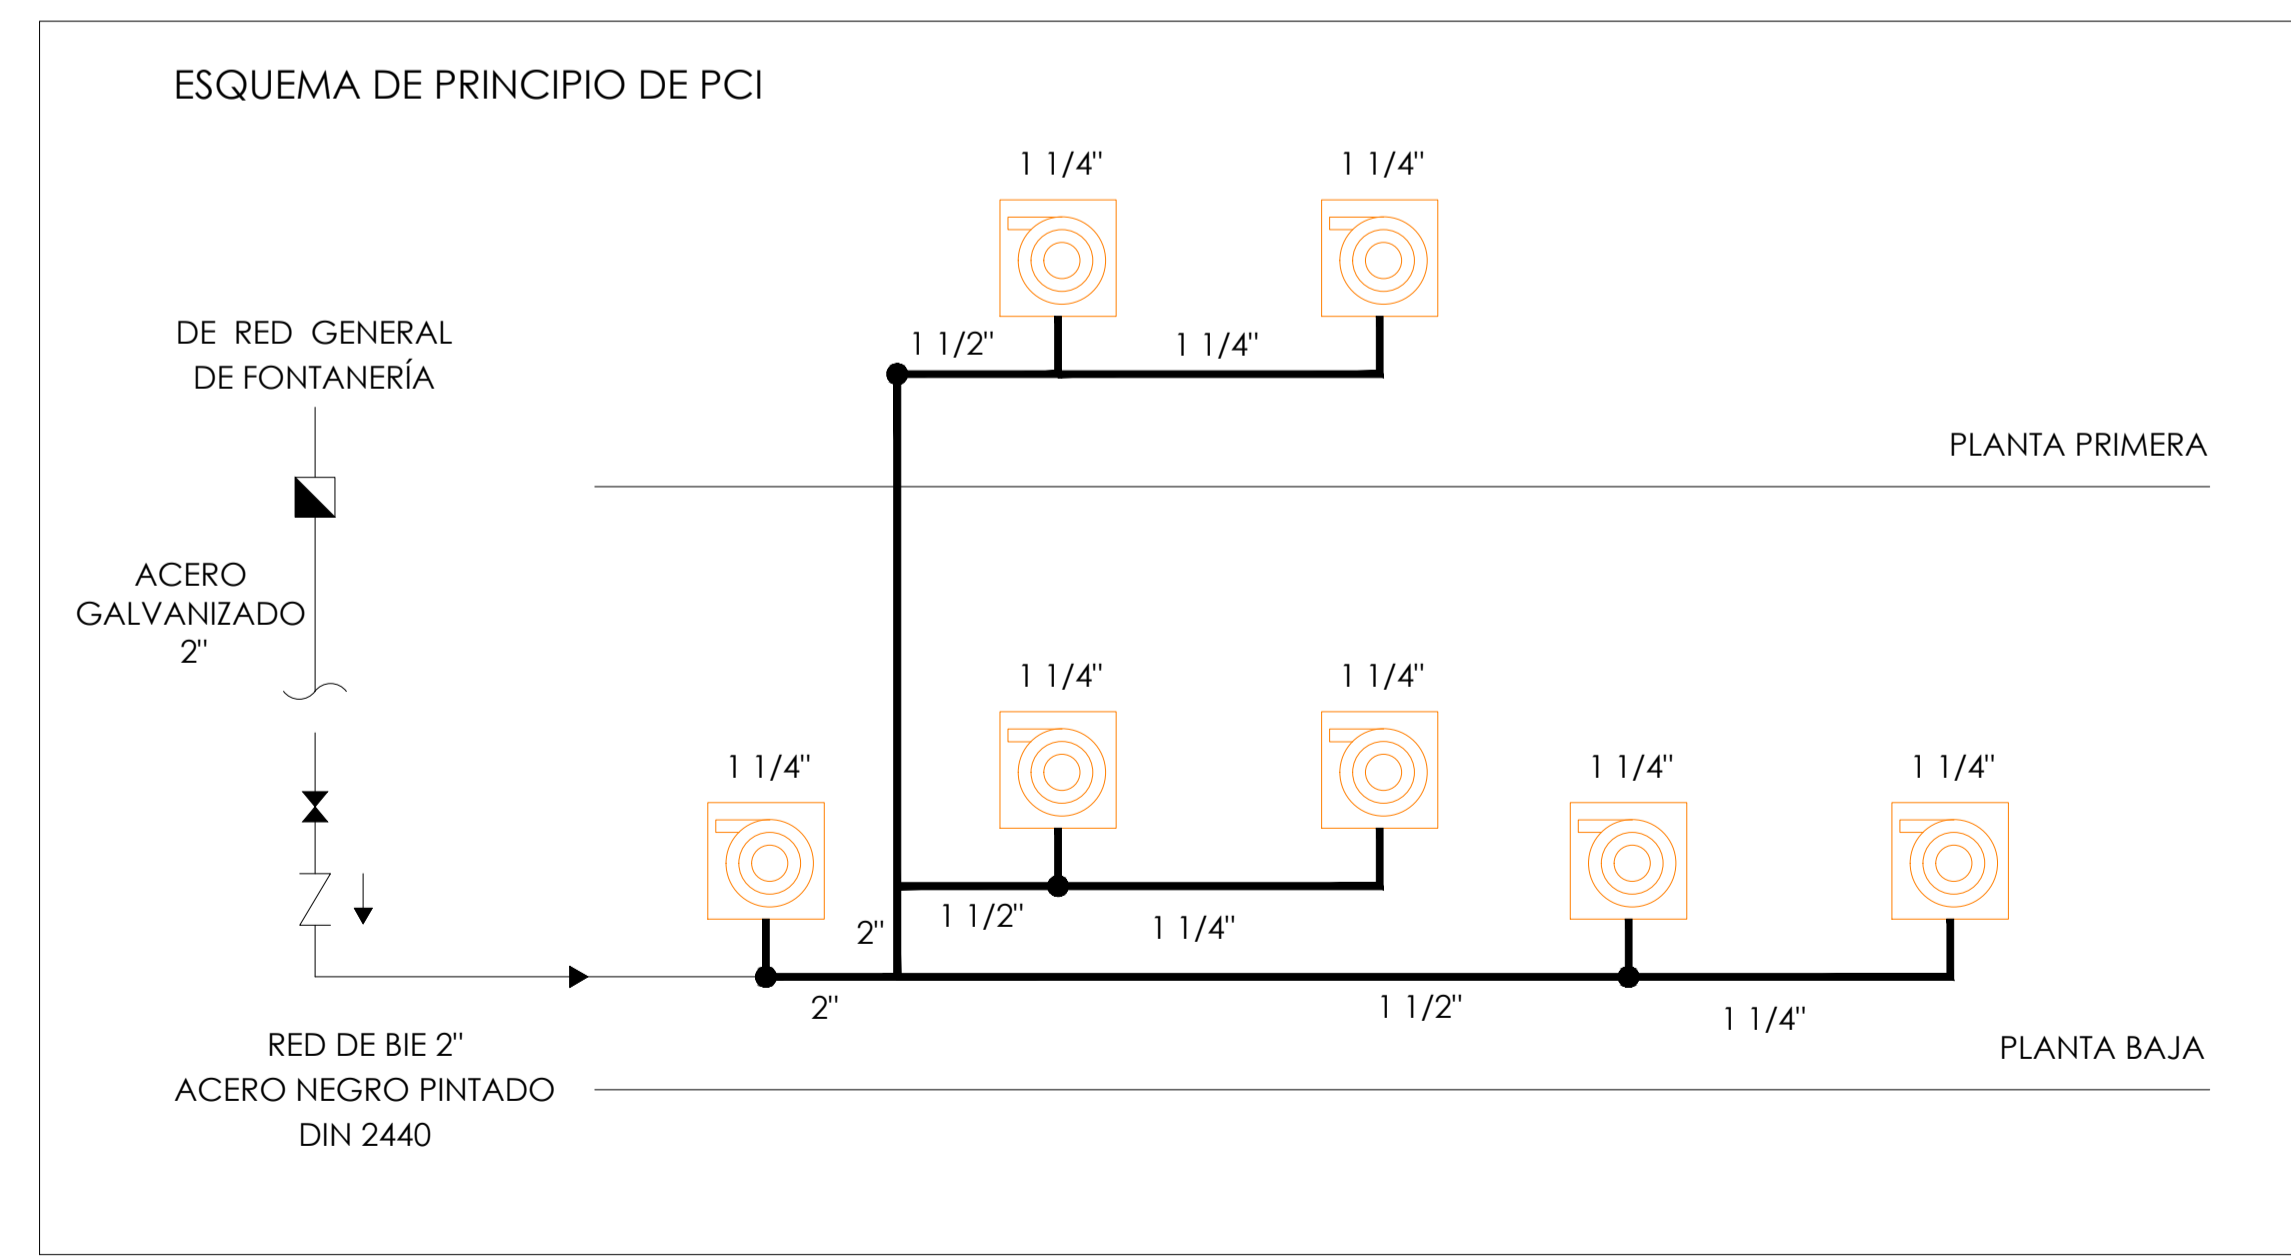 ESQUEMA DE PRINCIPIO DE PCI
1 1/4" 1 1/4"
DE RED GENERAL
DE FONTANERÍA
1 1/2" 1 1/4"
PLANTA PRIMERA
ACERO
GALVANIZADO
2"
1 1/4" 1 1/4"
1 1/4" 1 1/4" 1 1/4"
2" 1 1/2" 1 1/4"
2" 1 1/2" 1 1/4"
RED DE BIE 2"
ACERO NEGRO PINTADO
DIN 2440
PLANTA BAJA